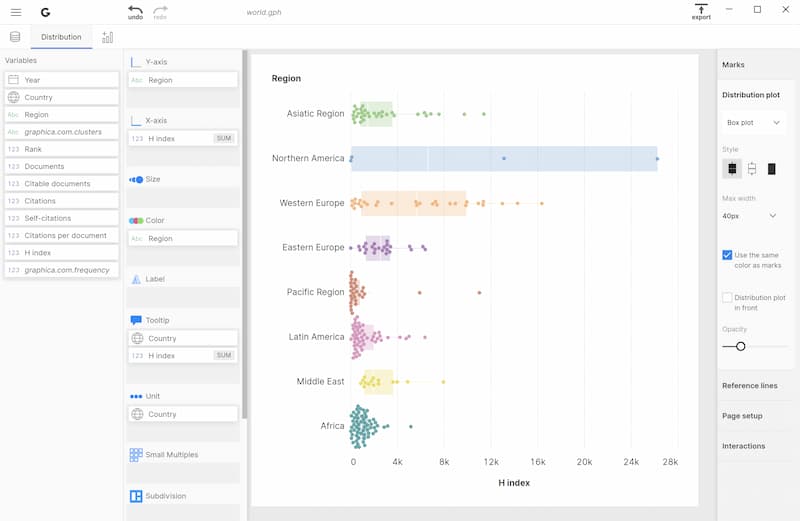 G
undo
redo
world.gph
export
Distribution
Variables
Year
Country
Abc Region
Abc graphica.com.clusters
123 Rank
123 Documents
123 Citable documents
123 Citations
123 Self-citations
123 Citations per document
123 H index
123 graphica.com.frequency
Y-axis
Abc Region
X-axis
123 H index SUM
Size
Color
Abc Region
Label
Tooltip
Country
123 H index SUM
Unit
Country
Small Multiples
Subdivision
Region
Asiatic Region
Northern America
Western Europe
Eastern Europe
Pacific Region
Latin America
Middle East
Africa
0 4k 8k 12k 16k 20k 24k 28k
H index
Marks
Distribution plot
Box plot
Style
Max width
40px
Use the same
color as marks
Distribution plot
in front
Opacity
Reference lines
Page setup
Interactions